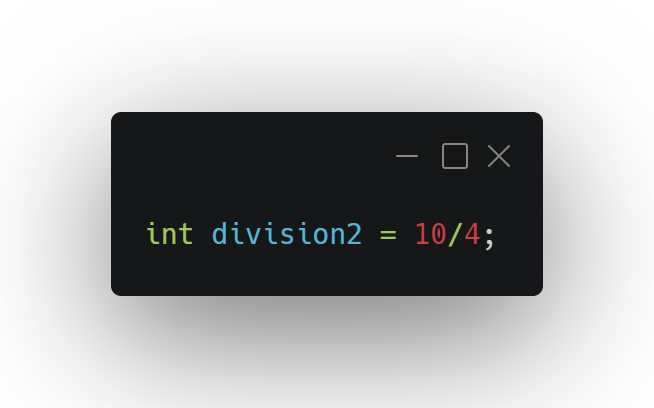 int division2 = 10/4;